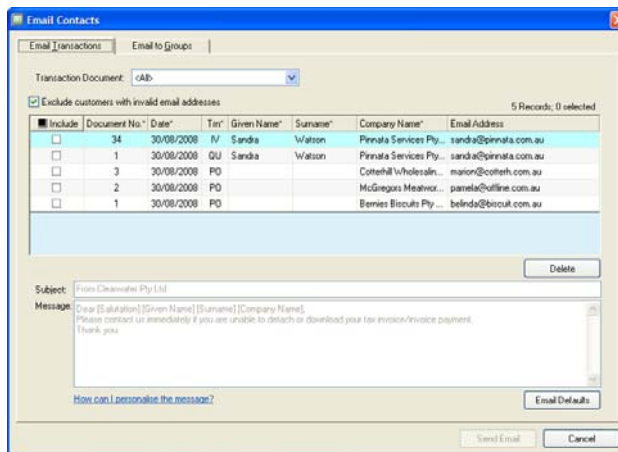 Email Contacts
Email Transactions Email to Groups
Transaction Document: <All>
Exclude customers with invalid email addresses
5 Records; 0 selected
Include Document No.* Date* Trn* Given Name* Surname* Company Name* Email Address
34 30/08/2008 IV Sandra Watson Pinnata Services Pty... sandra@pinnata.com.au
1 30/08/2008 QU Sandra Watson Pinnata Services Pty... sandra@pinnata.com.au
3 30/08/2008 PO Cotterhill Wholesalin... marion@cotterh.com.au
2 30/08/2008 PO McGregors Meatwor... pamela@offline.com.au
1 30/08/2008 PO Bernies Biscuits Pty ... belinda@biscuit.com.au
Delete
Subject: From Clearwater Pty Ltd
Message: Dear [Salutation] [Given Name] [Surname] [Company Name],
Please contact us immediately if you are unable to detach or download your tax invoice/invoice payment.
Thank you
How can I personalise the message?
Email Defaults
Send Email Cancel